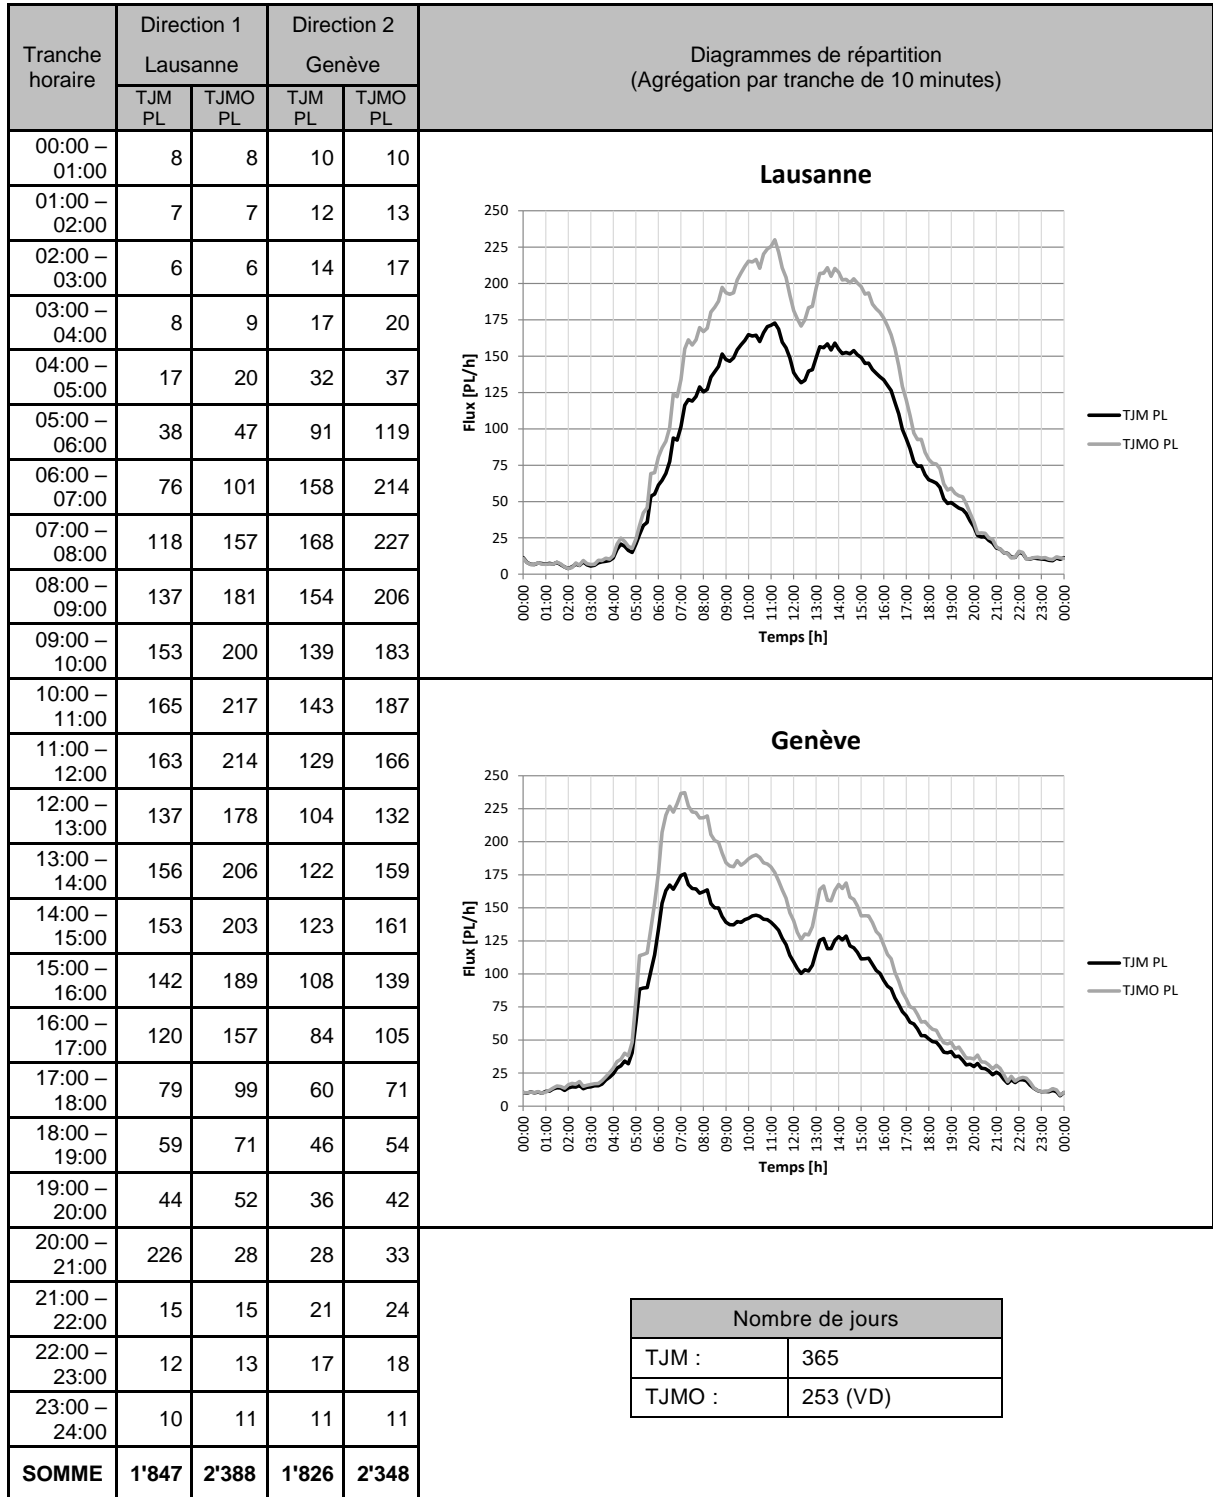 Tranche horaire
Direction 1
Direction 2
Diagrammes de répartition
(Agrégation par tranche de 10 minutes)
Lausanne
Genève
TJM PL
TJMO PL
TJM PL
TJMO PL
00:00 – 01:00 8 8 10 10
01:00 – 02:00 7 7 12 13
02:00 – 03:00 6 6 14 17
03:00 – 04:00 8 9 17 20
04:00 – 05:00 17 20 32 37
05:00 – 06:00 38 47 91 119
06:00 – 07:00 76 101 158 214
07:00 – 08:00 118 157 168 227
08:00 – 09:00 137 181 154 206
09:00 – 10:00 153 200 139 183
10:00 – 11:00 165 217 143 187
11:00 – 12:00 163 214 129 166
12:00 – 13:00 137 178 104 132
13:00 – 14:00 156 206 122 159
14:00 – 15:00 153 203 123 161
15:00 – 16:00 142 189 108 139
16:00 – 17:00 120 157 84 105
17:00 – 18:00 79 99 60 71
18:00 – 19:00 59 71 46 54
19:00 – 20:00 44 52 36 42
20:00 – 21:00 226 28 28 33
21:00 – 22:00 15 15 21 24
22:00 – 23:00 12 13 17 18
23:00 – 24:00 10 11 11 11
SOMME 1'847 2'388 1'826 2'348
Lausanne
Flux [PL/h]
250
225
200
175
150
125
100
75
50
25
0
00:00 01:00 02:00 03:00 04:00 05:00 06:00 07:00 08:00 09:00 10:00 11:00 12:00 13:00 14:00 15:00 16:00 17:00 18:00 19:00 20:00 21:00 22:00 23:00 00:00
Temps [h]
TJM PL
TJMO PL
Genève
Flux [PL/h]
250
225
200
175
150
125
100
75
50
25
0
00:00 01:00 02:00 03:00 04:00 05:00 06:00 07:00 08:00 09:00 10:00 11:00 12:00 13:00 14:00 15:00 16:00 17:00 18:00 19:00 20:00 21:00 22:00 23:00 00:00
Temps [h]
TJM PL
TJMO PL
Nombre de jours
TJM : 365
TJMO : 253 (VD)